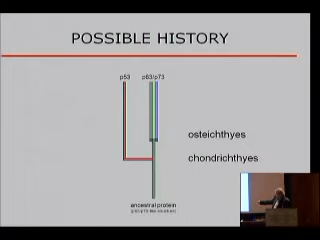 POSSIBLE HISTORY
p53 p63/p73
osteichthyes
chondrichthyes
ancestral protein